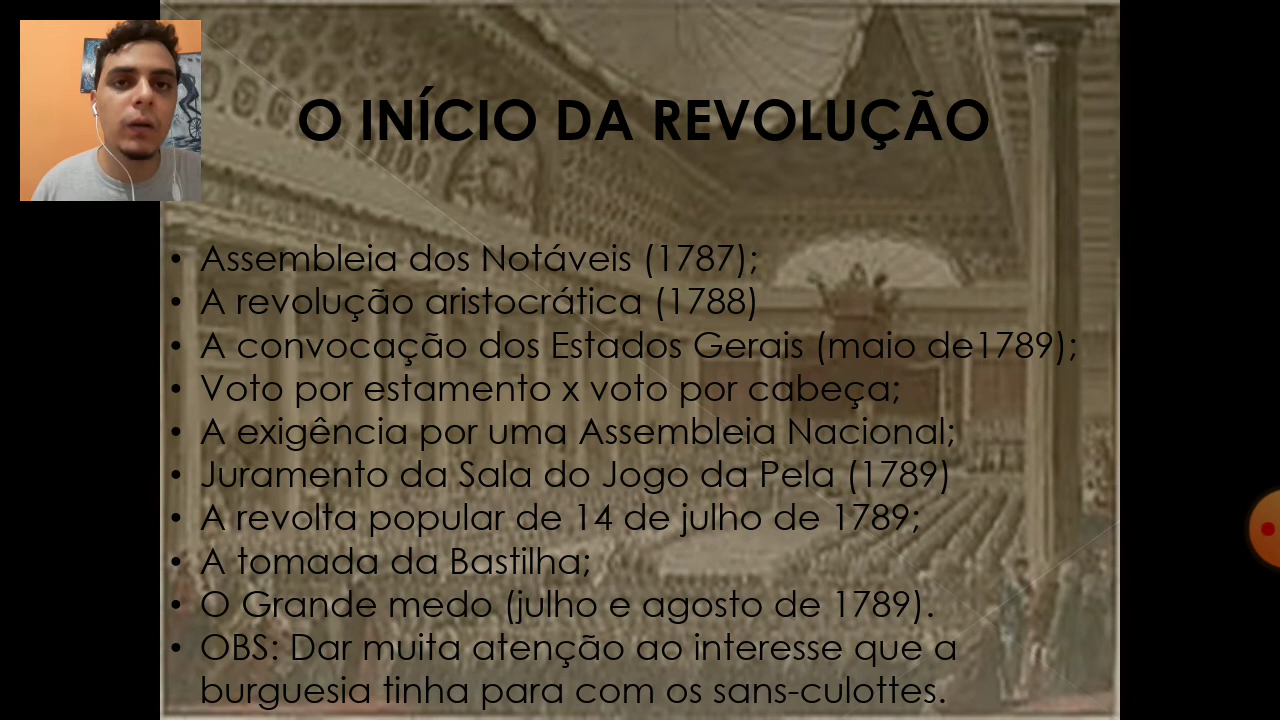 O INÍCIO DA REVOLUÇÃO
• Assembleia dos Notáveis (1787);
• A revolução aristocrática (1788)
• A convocação dos Estados Gerais (maio de1789);
• Voto por estamento x voto por cabeça;
• A exigência por uma Assembleia Nacional;
• Juramento da Sala do Jogo da Pela (1789)
• A revolta popular de 14 de julho de 1789;
• A tomada da Bastilha;
• O Grande medo (julho e agosto de 1789).
• OBS: Dar muita atenção ao interesse que a
burguesia tinha para com os sans-culottes.